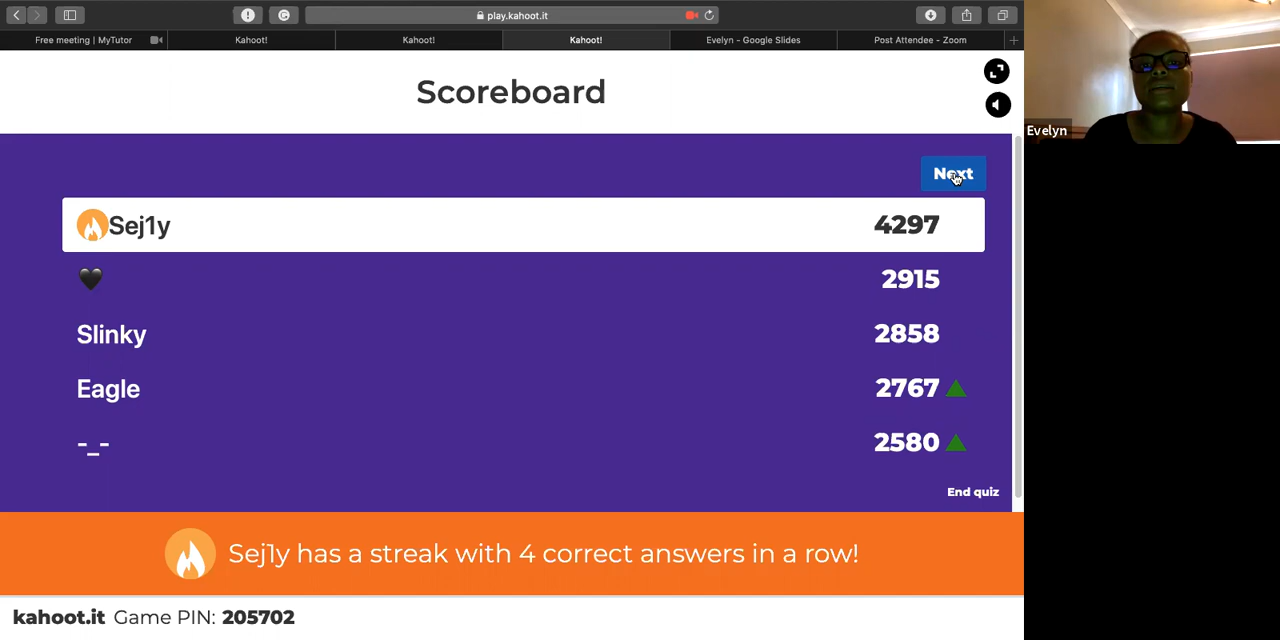 play.kahoot.it
Free meeting | MyTutor
Kahoot!
Kahoot!
Kahoot!
Evelyn - Google Slides
Post Attendee - Zoom
Scoreboard
Evelyn
Next
Sej1y 4297
🖤 2915
Slinky 2858
Eagle 2767
-_- 2580
End quiz
Sej1y has a streak with 4 correct answers in a row!
kahoot.it Game PIN: 205702